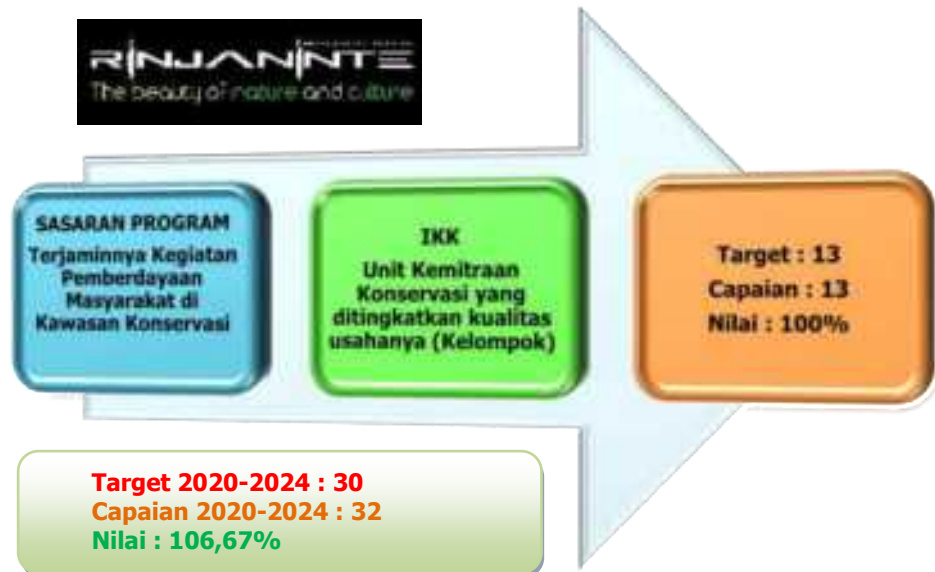 RINJANINTE
The beauty of nature and culture
SASARAN PROGRAM
Terjaminnya Kegiatan
Pemberdayaan
Masyarakat di
Kawasan Konservasi
IKK
Unit Kemitraan
Konservasi yang
ditingkatkan kualitas
usahanya (Kelompok)
Target : 13
Capaian : 13
Nilai : 100%
Target 2020-2024 : 30
Capaian 2020-2024 : 32
Nilai : 106,67%